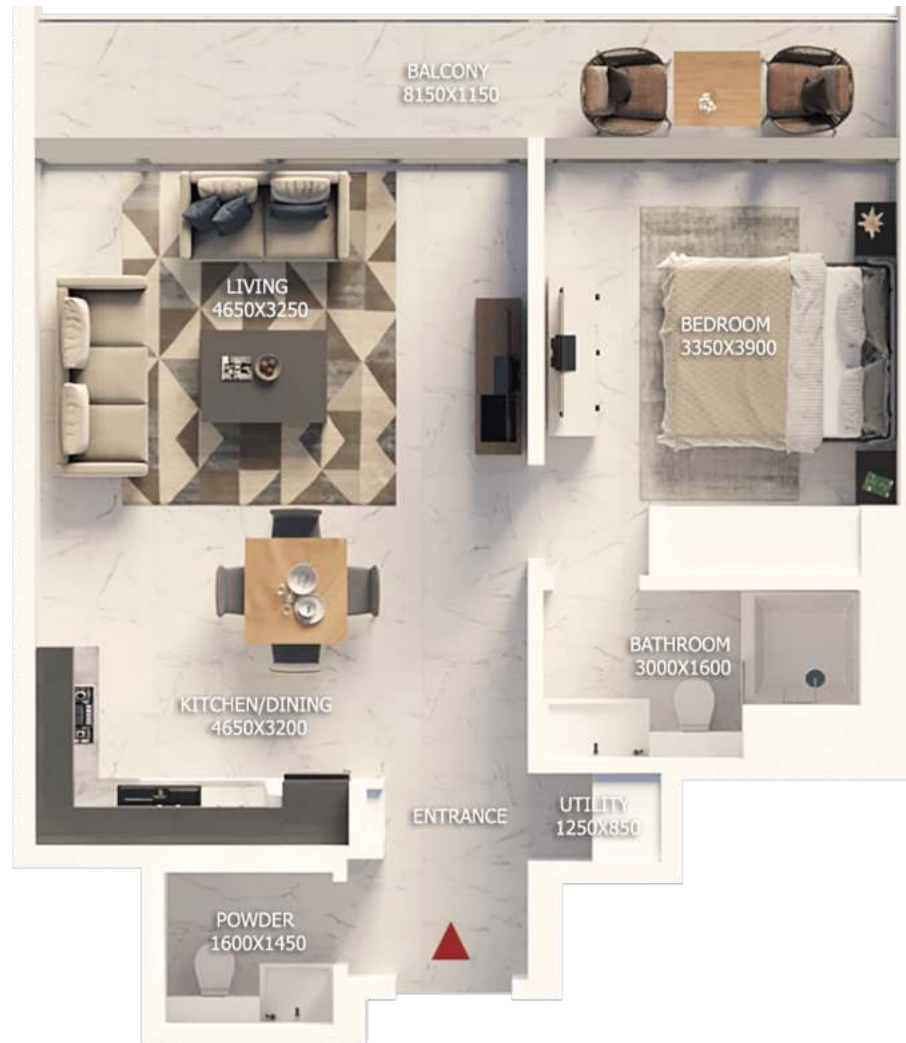 BALCONY
8150X1150
LIVING
4650X3250
BEDROOM
3350X3900
BATHROOM
3000X1600
KITCHEN/DINING
4650X3200
ENTRANCE
UTILITY
1250X850
POWDER
1600X1450